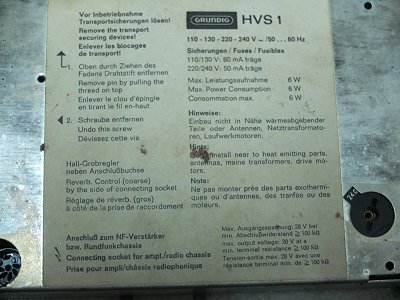 Vor Inbetriebnahme
Transportsicherungen lösen!
Remove the transport
securing devices!
Enlever les blocages
de transport!
1. Oben durch Ziehen des
Fadens Drahtstift entfernen
Remove pin by pulling the
thread on top
Enlever le clou d'épingle
en tirant le fil en-haut
2. Schraube entfernen
Undo this screw
Dévissez cette vis
Hall-Grobregler
neben Anschlußbuchse
Reverb. Control (coarse)
by the side of connecting socket
Réglage de réverb. (gros)
à côté de la prise de raccordement
Anschluß zum NF-Verstärker
bzw. Rundfunkchassis
Connecting socket for ampl./radio chassis
Prise pour ampli/châssis radiophonique
GRUNDIG HVS 1
110 - 130 - 220 - 240 V ~ /50 . . . 60 Hz
Sicherungen / Fuses / Fusibles
110/130 V: 80 mA träge
220/240 V: 50 mA träge
Max. Leistungsaufnahme 6 W
Max. Power Consumption 6 W
Consommation max. 6 W
Hinweise:
Einbau nicht in Nähe wärmeabgebender
Teile oder Antennen, Netztransformato-
ren, Laufwerkmotoren.
Hints:
install near to heat emitting parts,
antennas, mains transformers, drive mo-
tors.
Note:
Ne pas monter près des parts exothermi-
ques ou d'antennes, des tranfos ou des
moteurs.
Max. Ausgangsspannung: 28 V bei
min. Abschlußwiderstand ≧ 100 kΩ
max. output voltage: 28 V at a
min. terminal resistance ≧ 100 kΩ
Tension-sortie max. 28 V avec une
résistance terminal min. de ≧ 100 kΩ